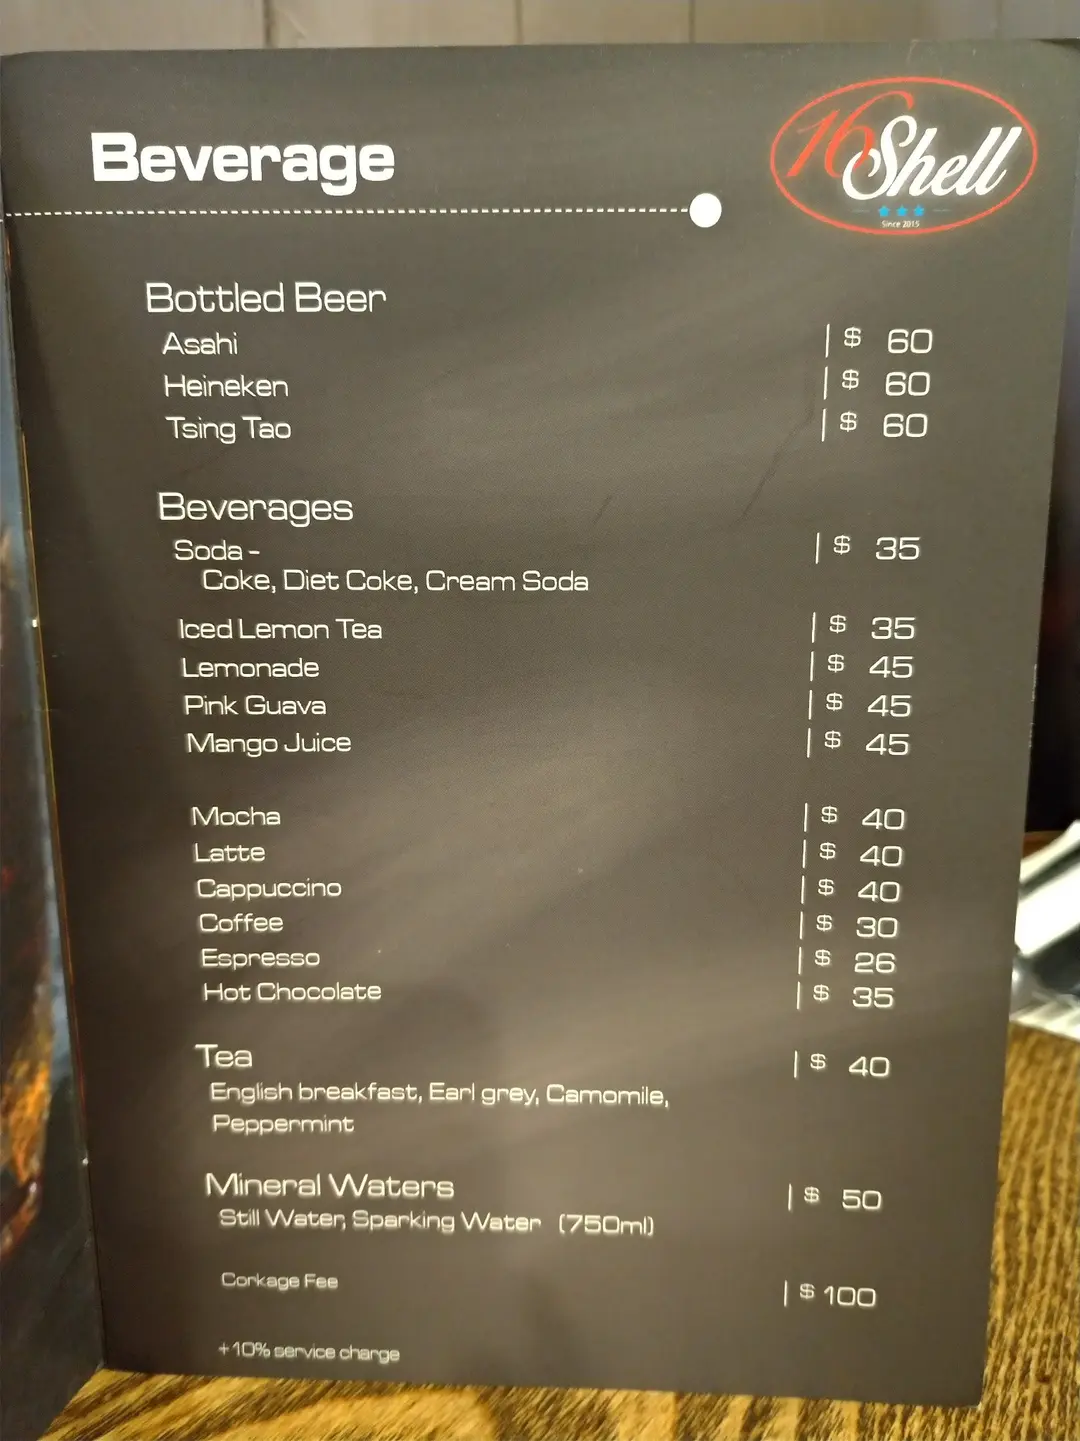 Beverage
16 Shell
Since 2015
Bottled Beer
Asahi | $ 60
Heineken | $ 60
Tsing Tao | $ 60
Beverages
Soda - | $ 35
Coke, Diet Coke, Cream Soda
Iced Lemon Tea | $ 35
Lemonade | $ 45
Pink Guava | $ 45
Mango Juice | $ 45
Mocha | $ 40
Latte | $ 40
Cappuccino | $ 40
Coffee | $ 30
Espresso | $ 26
Hot Chocolate | $ 35
Tea | $ 40
English breakfast, Earl grey, Camomile,
Peppermint
Mineral Waters | $ 50
Still Water, Sparking Water (750ml)
Corkage Fee | $ 100
+10% service charge